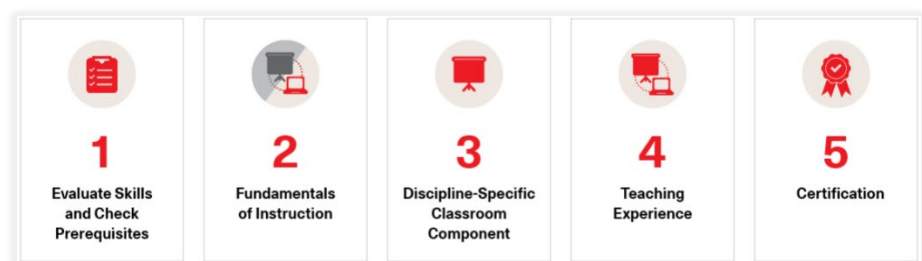 1
Evaluate Skills
and Check
Prerequisites
2
Fundamentals
of Instruction
3
Discipline-Specific
Classroom
Component
4
Teaching
Experience
5
Certification